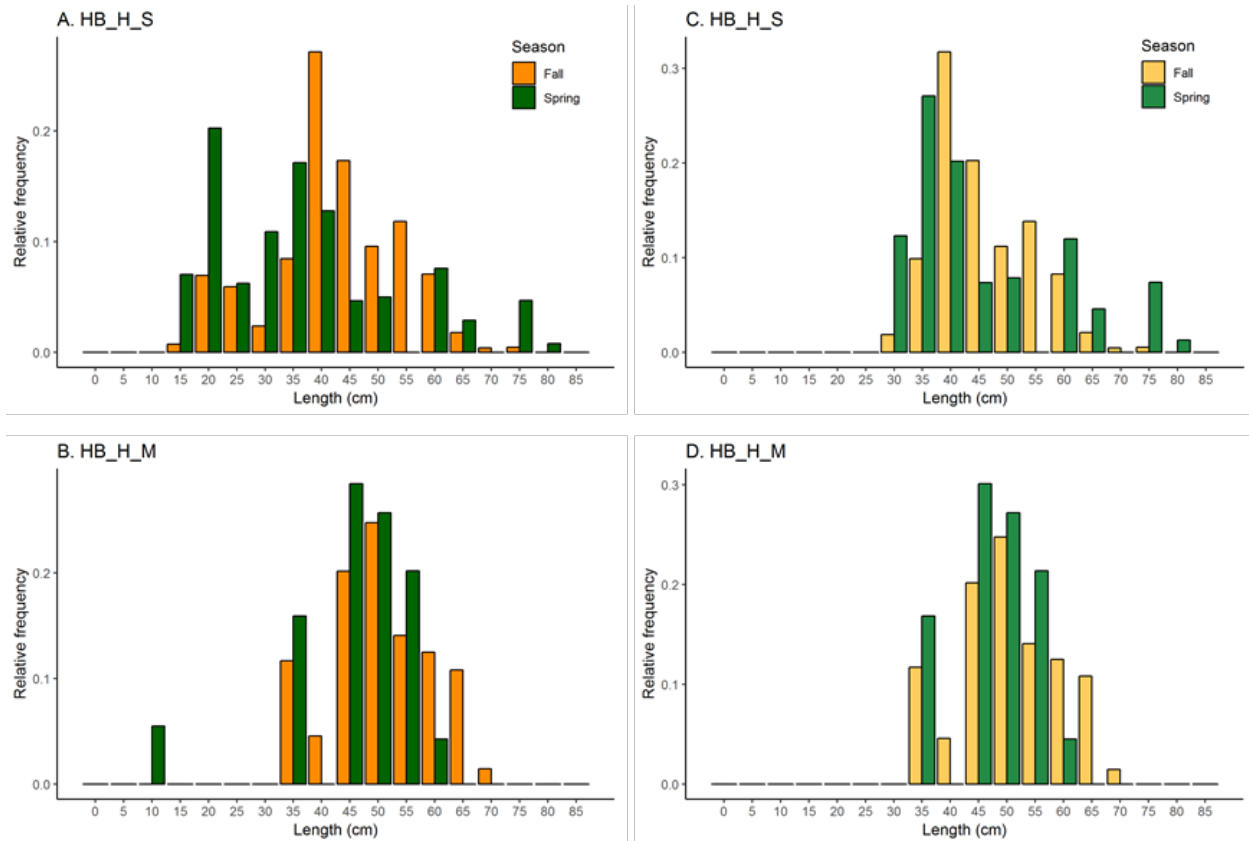 A. HB_H_S
Season
Fall
Spring
Relative frequency
0.2
0.1
0.0
0 5 10 15 20 25 30 35 40 45 50 55 60 65 70 75 80 85
Length (cm)
C. HB_H_S
Season
Fall
Spring
Relative frequency
0.3
0.2
0.1
0.0
0 5 10 15 20 25 30 35 40 45 50 55 60 65 70 75 80 85
Length (cm)
B. HB_H_M
Relative frequency
0.2
0.1
0.0
0 5 10 15 20 25 30 35 40 45 50 55 60 65 70 75 80 85
Length (cm)
D. HB_H_M
Relative frequency
0.3
0.2
0.1
0.0
0 5 10 15 20 25 30 35 40 45 50 55 60 65 70 75 80 85
Length (cm)